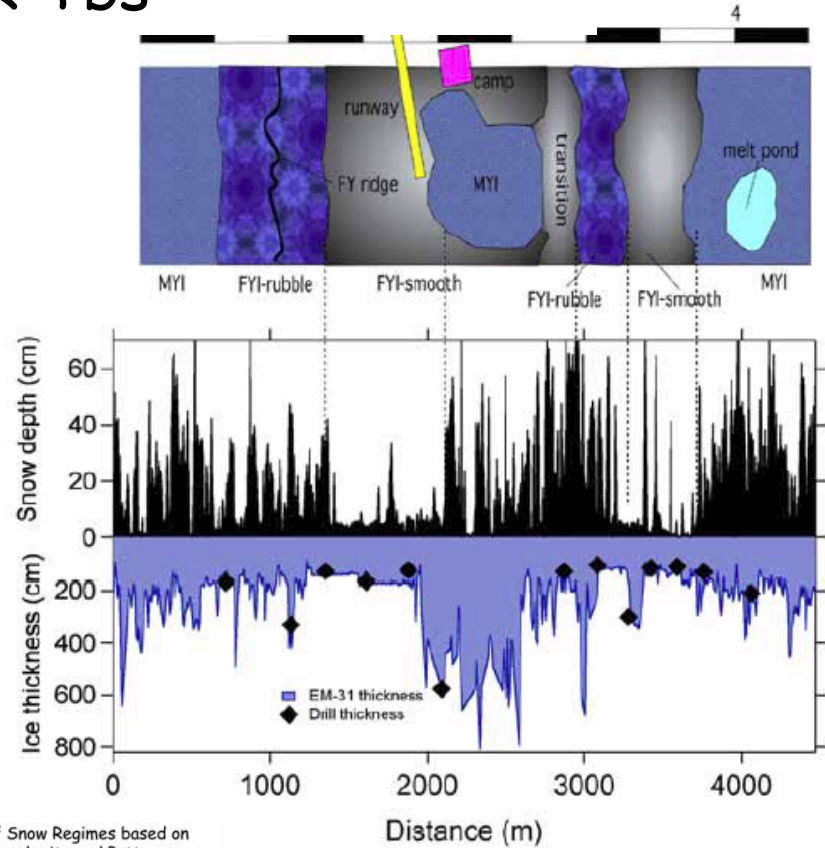 4
camp
runway
melt pond
transition
FY ridge
MYI
MYI
FYI-rubble
FYI-smooth
MYI
FYI-rubble
FYI-smooth
Snow depth (cm)
60
40
20
0
Ice thickness (cm)
200
400
600
800
EM-31 thickness
Drill thickness
0
1000
2000
3000
4000
Distance (m)
Snow Regimes based on